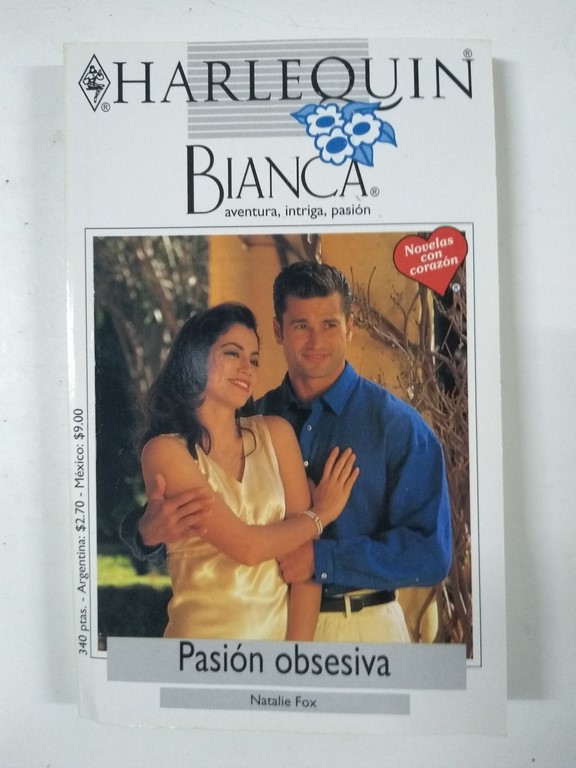 HARLEQUIN®
®
BIANCA®
aventura, intriga, pasión
Novelas
con
corazón
®
340 ptas. - Argentina: $2.70 - México: $9.00
Pasión obsesiva
Natalie Fox